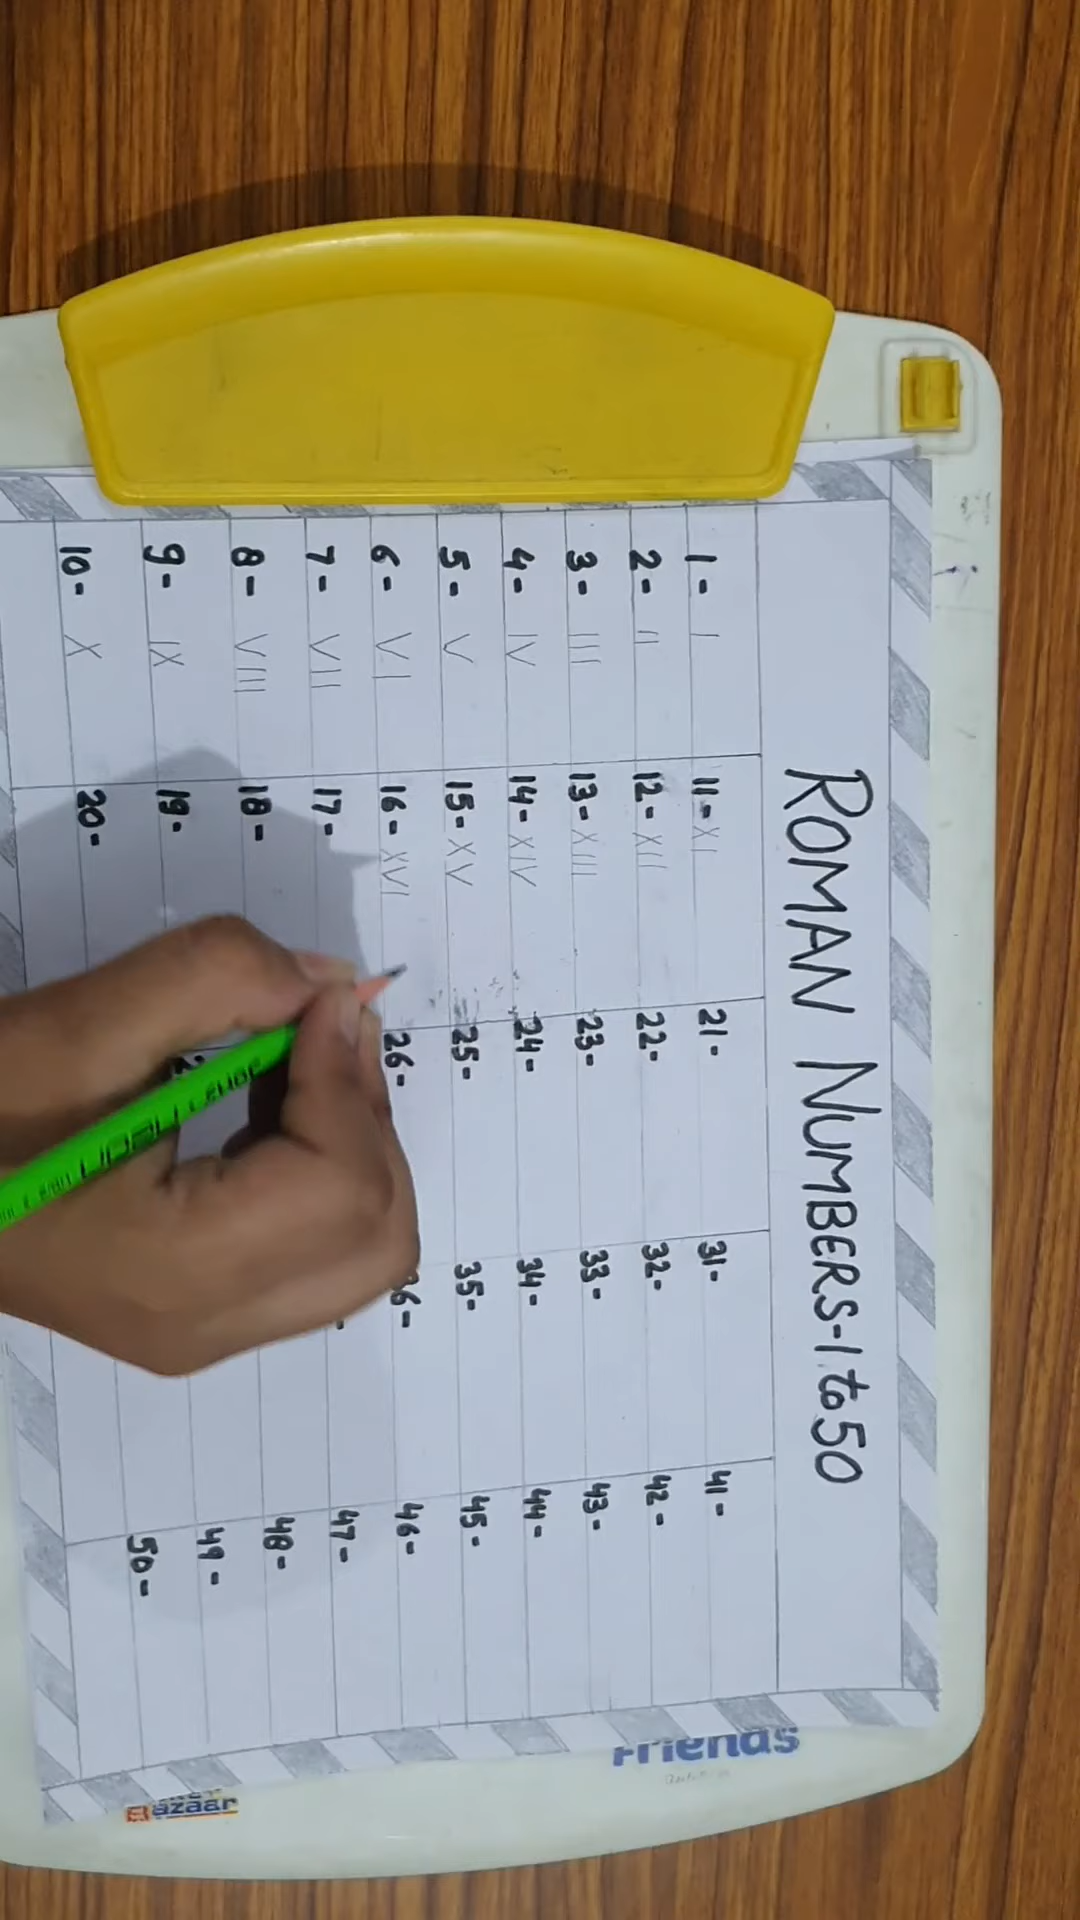 ROMAN NUMBERS-1 to 50
1- I
2- II
3- III
4- IV
5- V
6- VI
7- VII
8- VIII
9- IX
10- X
11- XI
12- XII
13- XIII
14- XIV
15- XV
16- XVI
17-
18-
19-
20-
21-
22-
23-
24-
25-
26-
31-
32-
33-
34-
35-
36-
41-
42-
43-
44-
45-
46-
47-
48-
49-
50-
Friends
Bazaar